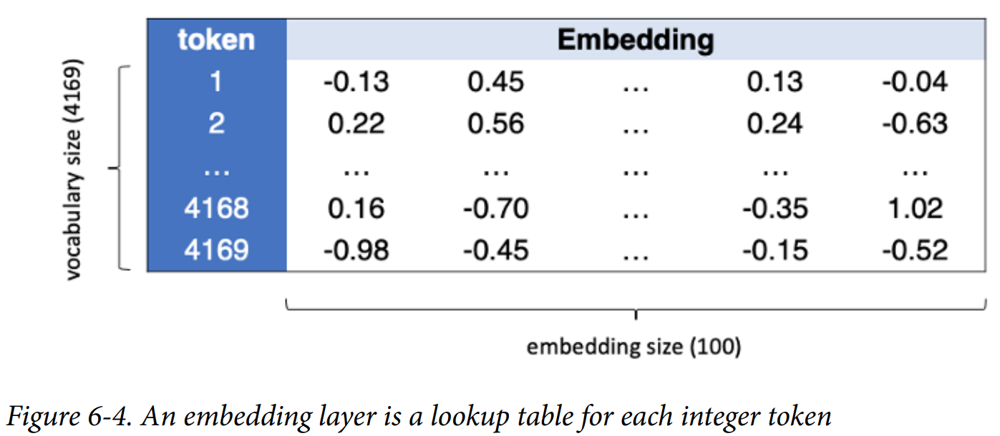 token Embedding
1 -0.13 0.45 ... 0.13 -0.04
2 0.22 0.56 ... 0.24 -0.63
... ... ... ... ... ...
4168 0.16 -0.70 ... -0.35 1.02
4169 -0.98 -0.45 ... -0.15 -0.52
vocabulary size (4169)
embedding size (100)
Figure 6-4. An embedding layer is a lookup table for each integer token